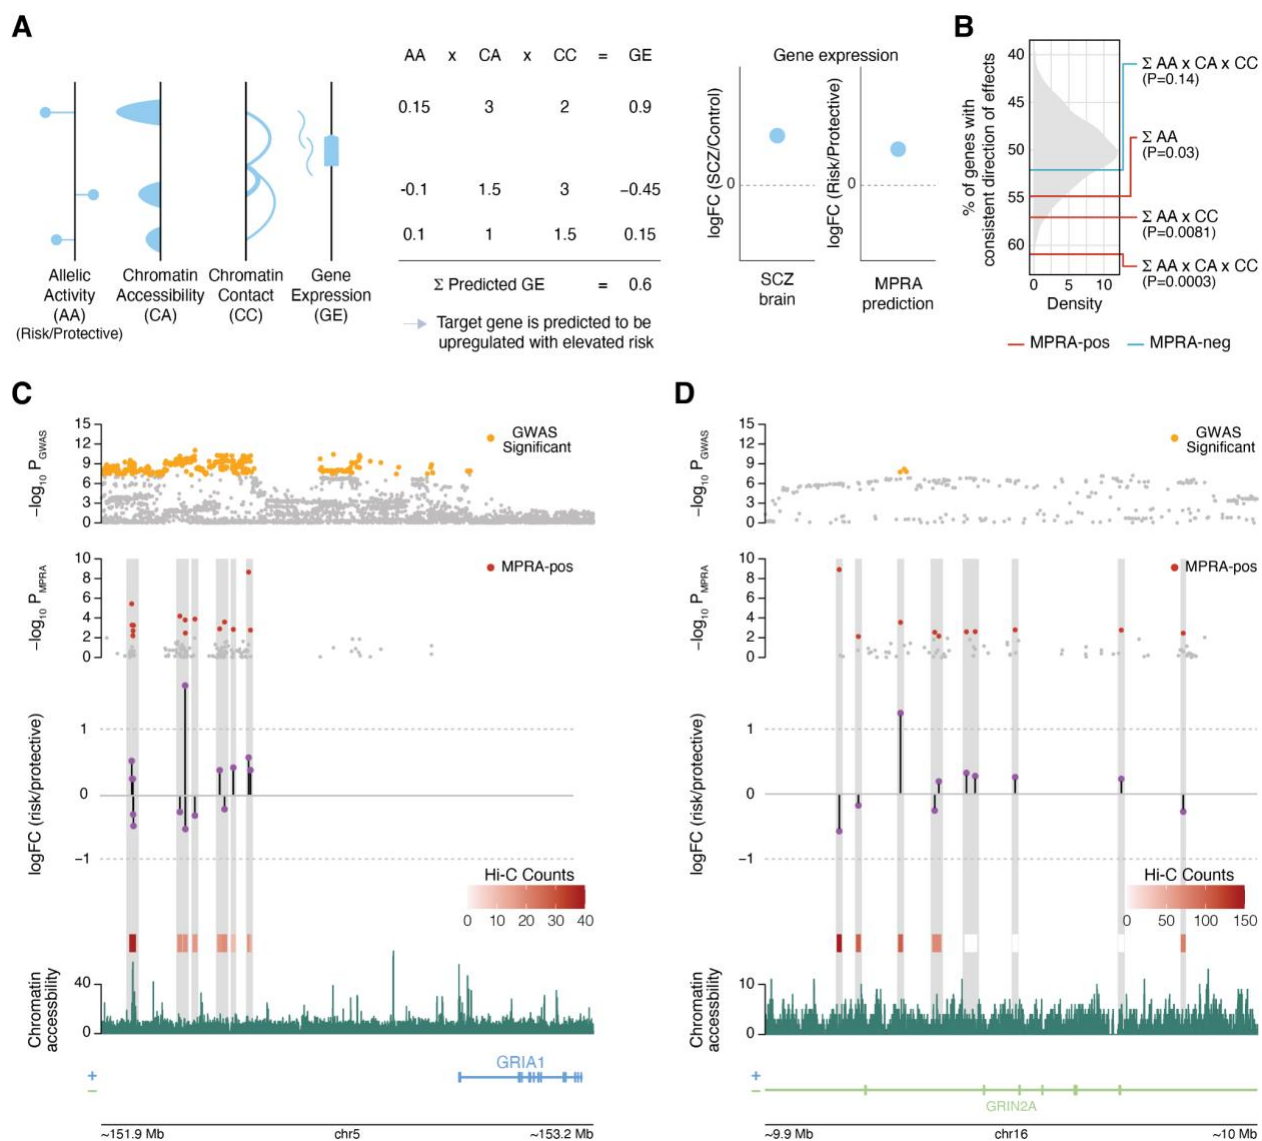 A
AA x CA x CC = GE
0.15 3 2 0.9
-0.1 1.5 3 −0.45
0.1 1 1.5 0.15
Σ Predicted GE = 0.6
Target gene is predicted to be
upregulated with elevated risk
Allelic
Activity
(AA)
(Risk/Protective)
Chromatin
Accessibility
(CA)
Chromatin
Contact
(CC)
Gene
Expression
(GE)
Gene expression
logFC (SCZ/Control)
0
SCZ
brain
logFC (Risk/Protective)
0
MPRA
prediction
B
% of genes with
consistent direction of effects
40
45
50
55
60
0 5 10
Density
Σ AA x CA x CC
(P=0.14)
Σ AA
(P=0.03)
Σ AA x CC
(P=0.0081)
Σ AA x CA x CC
(P=0.0003)
MPRA-pos MPRA-neg
C
−log10 PGWAS
15
12
9
6
3
0
GWAS
Significant
−log10 PMPRA
10
8
6
4
2
0
MPRA-pos
logFC (risk/protective)
1
0
−1
Hi-C Counts
0 10 20 30 40
Chromatin
accessbility
40
0
GRIA1
+
−
~151.9 Mb chr5 ~153.2 Mb
D
−log10 PGWAS
15
12
9
6
3
0
GWAS
Significant
−log10 PMPRA
10
8
6
4
2
0
MPRA-pos
logFC (risk/protective)
1
0
−1
Hi-C Counts
0 50 100 150
Chromatin
accessbility
10
0
+
−
GRIN2A
~9.9 Mb chr16 ~10 Mb